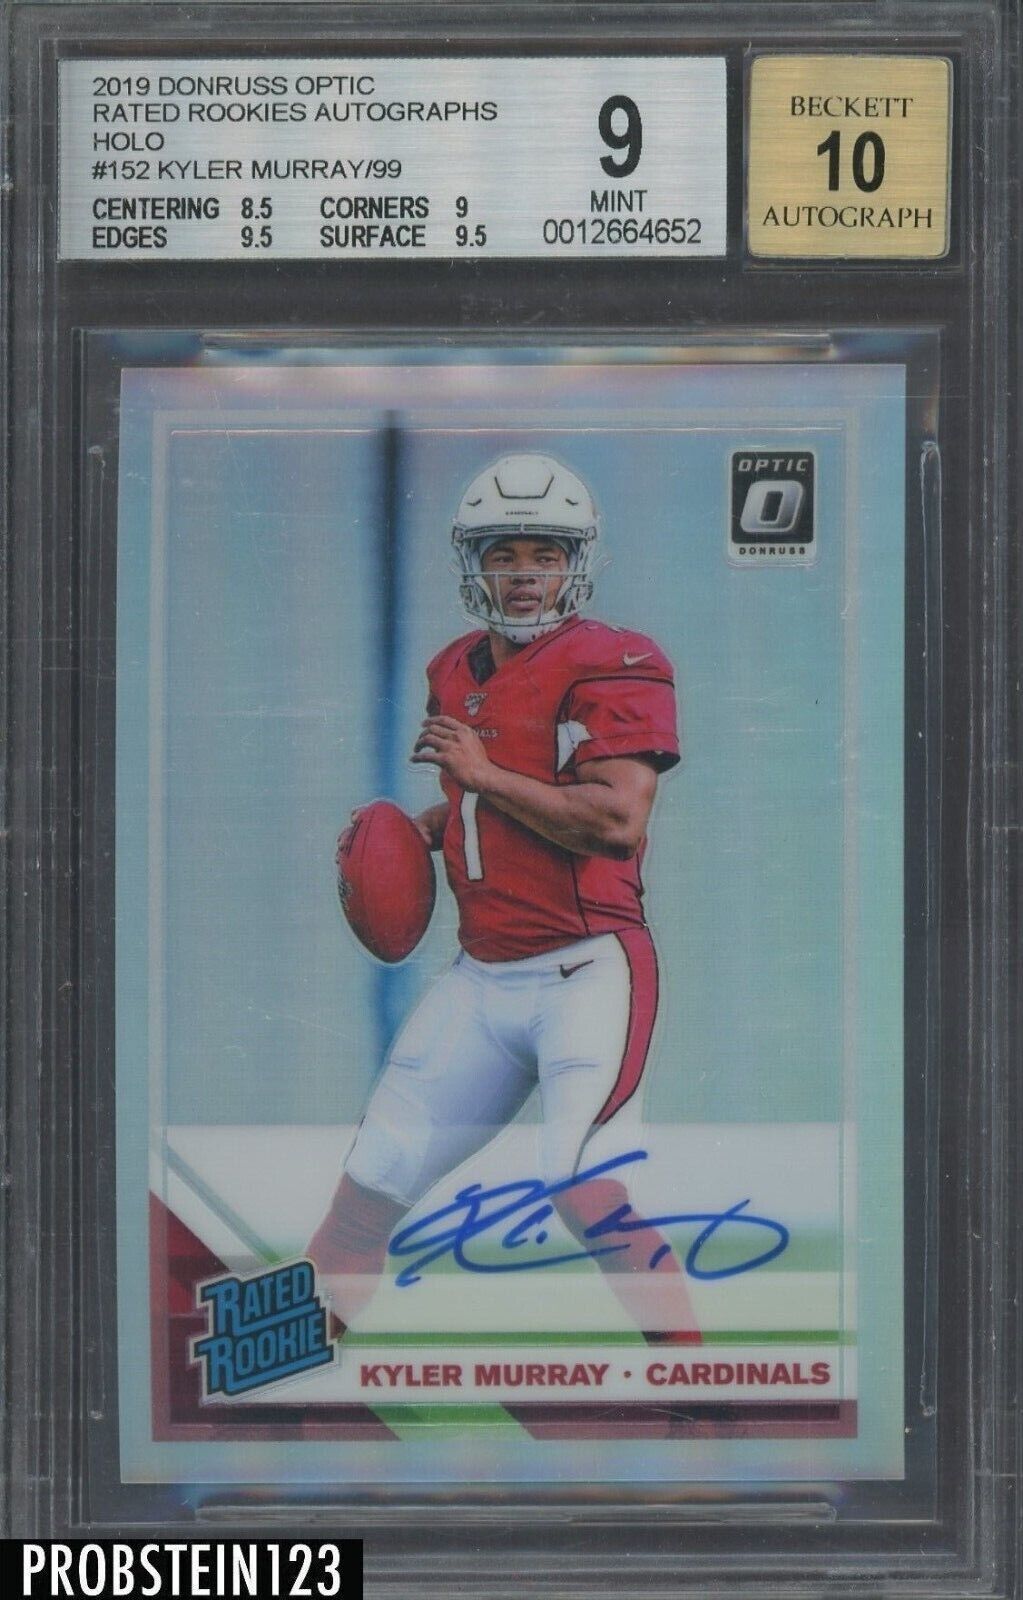 2019 DONRUSS OPTIC
RATED ROOKIES AUTOGRAPHS
HOLO
#152 KYLER MURRAY/99
CENTERING 8.5 CORNERS 9
EDGES 9.5 SURFACE 9.5
9
MINT
0012664652
BECKETT
10
AUTOGRAPH
OPTIC
O
DONRUSS
1
RATED
ROOKIE
KYLER MURRAY • CARDINALS
PROBSTEIN123